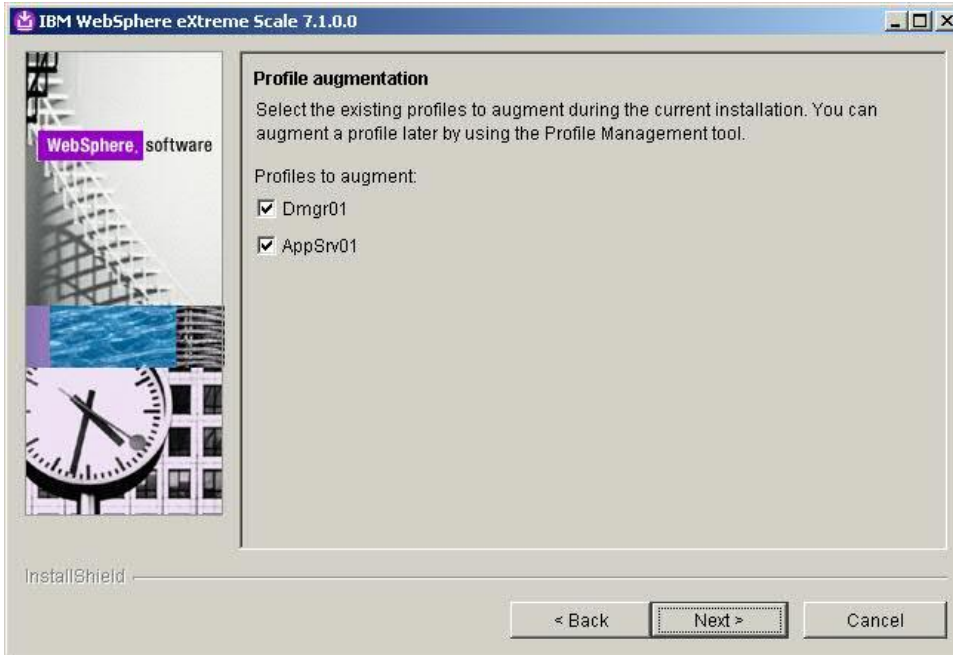 IBM WebSphere eXtreme Scale 7.1.0.0
WebSphere. software
Profile augmentation
Select the existing profiles to augment during the current installation. You can
augment a profile later by using the Profile Management tool.
Profiles to augment:
Dmgr01
AppSrv01
InstallShield
< Back
Next >
Cancel